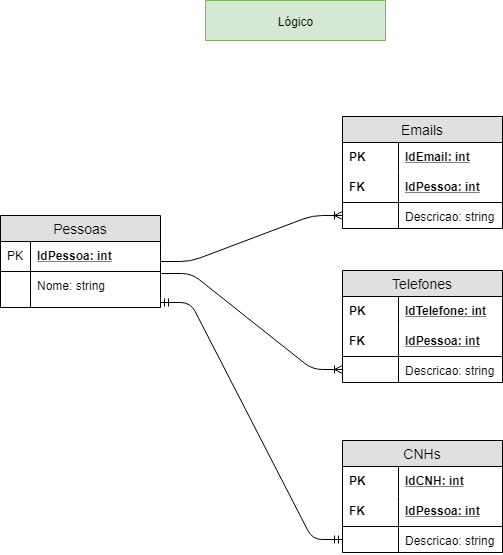 Lógico
Emails
PK IdEmail: int
FK IdPessoa: int
Descricao: string
Pessoas
PK IdPessoa: int
Nome: string
Telefones
PK IdTelefone: int
FK IdPessoa: int
Descricao: string
CNHs
PK IdCNH: int
FK IdPessoa: int
Descricao: string